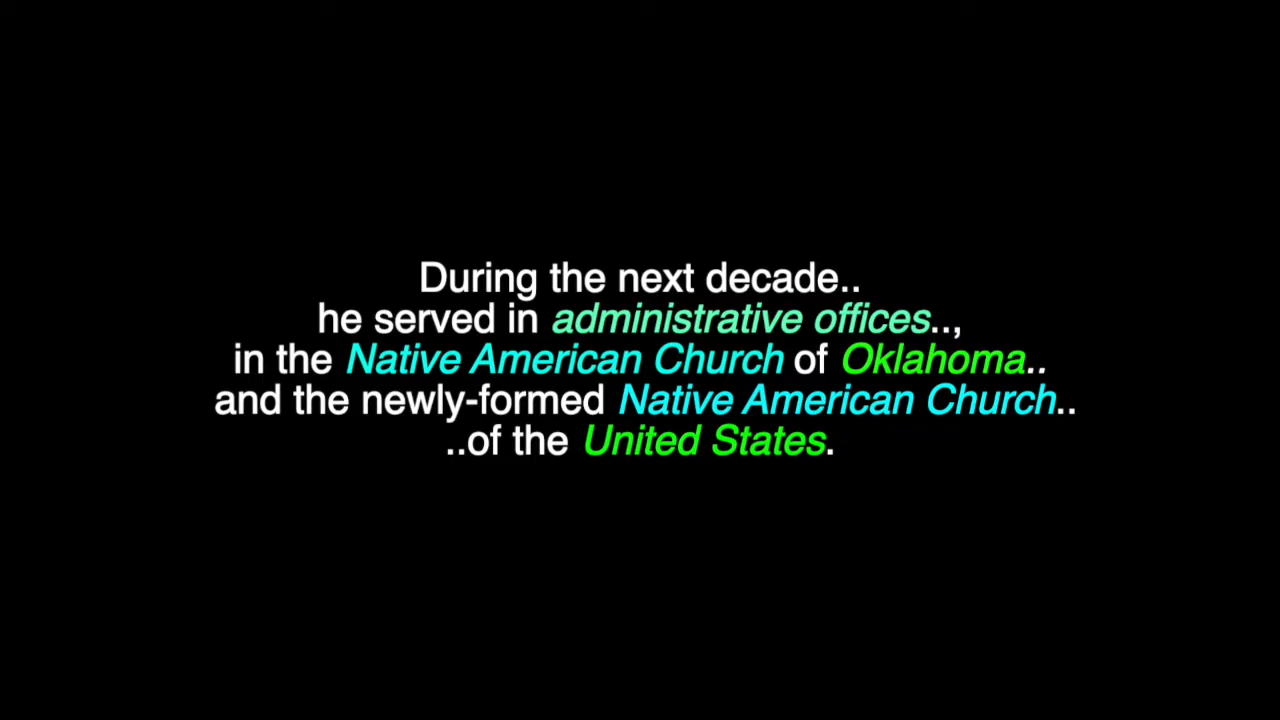 During the next decade..
he served in administrative offices..,
in the Native American Church of Oklahoma..
and the newly-formed Native American Church..
..of the United States.